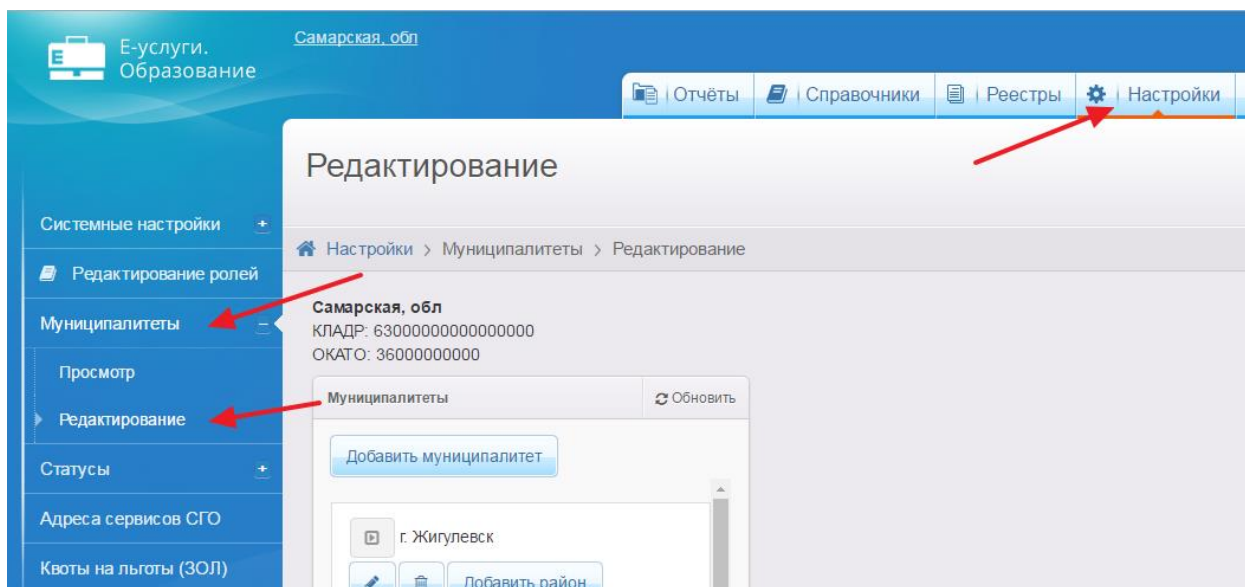 Е-услуги.
Образование
Самарская, обл
Отчёты
Справочники
Реестры
Настройки
Редактирование
Настройки > Муниципалитеты > Редактирование
Системные настройки
Редактирование ролей
Муниципалитеты
Просмотр
Редактирование
Статусы
Адреса сервисов СГО
Квоты на льготы (ЗОЛ)
Самарская, обл
КЛАДР: 63000000000000000
ОКАТО: 36000000000
Муниципалитеты
Обновить
Добавить муниципалитет
г. Жигулевск
Добавить район